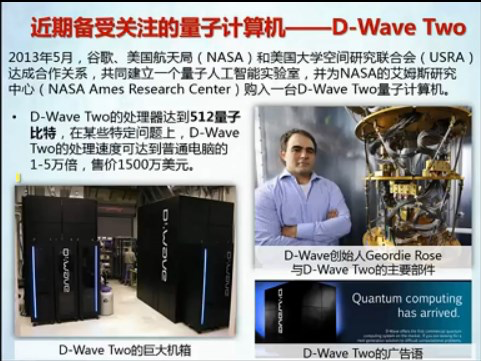 近期备受关注的量子计算机——D-Wave Two
2013年5月，谷歌、美国航天局（NASA）和美国大学空间研究联合会（USRA）
达成合作关系，共同建立一个量子人工智能实验室，并为NASA的艾姆斯研究
中心（NASA Ames Research Center）购入一台D-Wave Two量子计算机。
• D-Wave Two的处理器达到512量子
比特，在某些特定问题上，D-Wave
Two的处理速度可达到普通电脑的
1-5万倍，售价1500万美元。
D:WAVE
D:WAVE
D-Wave Two的巨大机箱
D-Wave创始人Geordie Rose
与D-Wave Two的主要部件
Quantum computing
has arrived.
D-Wave Two的广告语